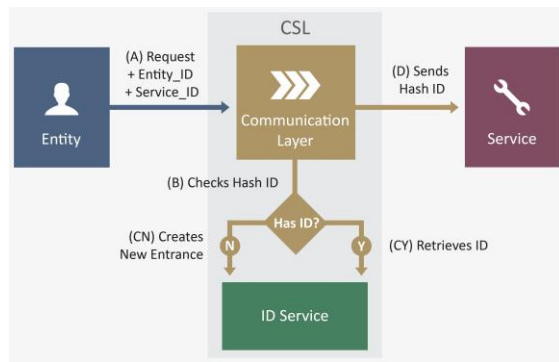 CSL
(A) Request
+ Entity_ID
+ Service_ID
(D) Sends
Hash ID
Entity
Communication
Layer
Service
(B) Checks Hash ID
Has ID?
(CN) Creates
New Entrance
N
Y
(CY) Retrieves ID
ID Service